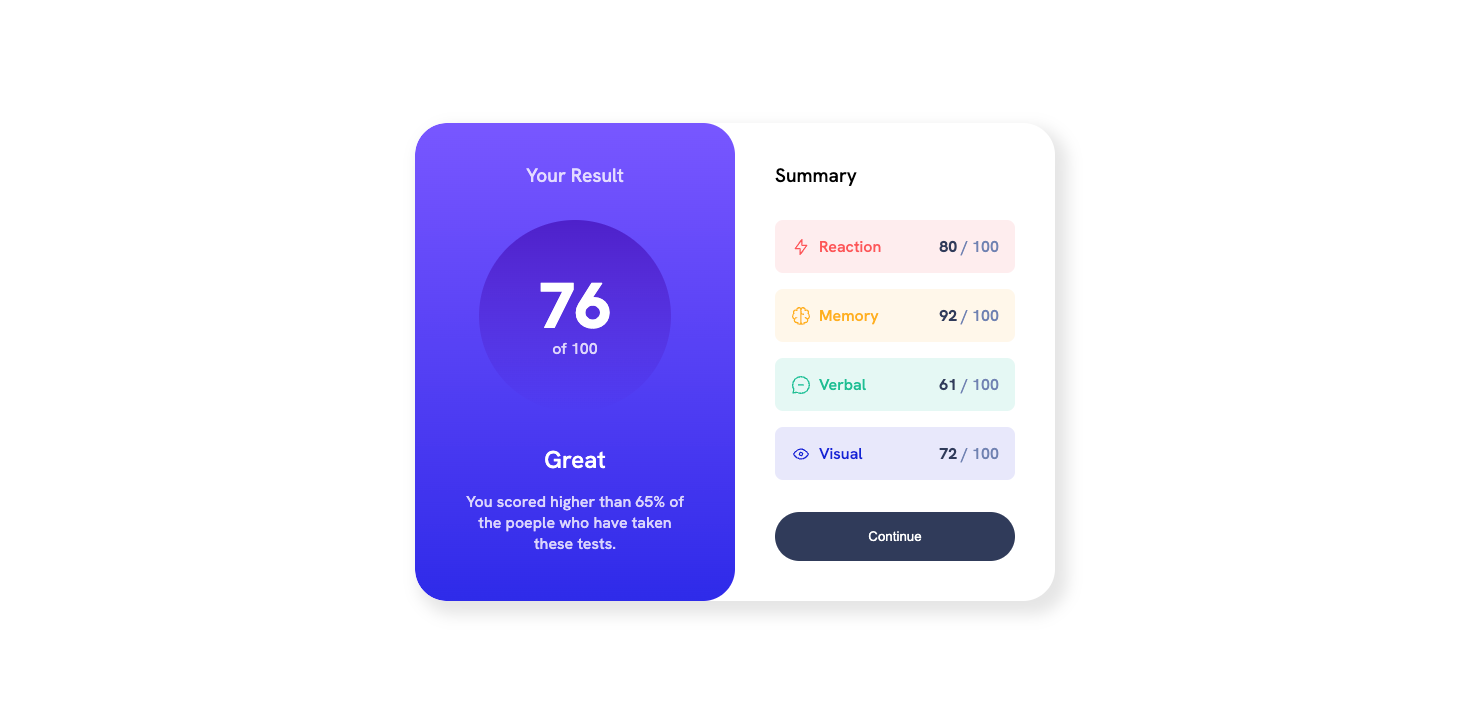 Your Result
76
of 100
Great
You scored higher than 65% of
the poeple who have taken
these tests.
Summary
Reaction 80 / 100
Memory 92 / 100
Verbal 61 / 100
Visual 72 / 100
Continue